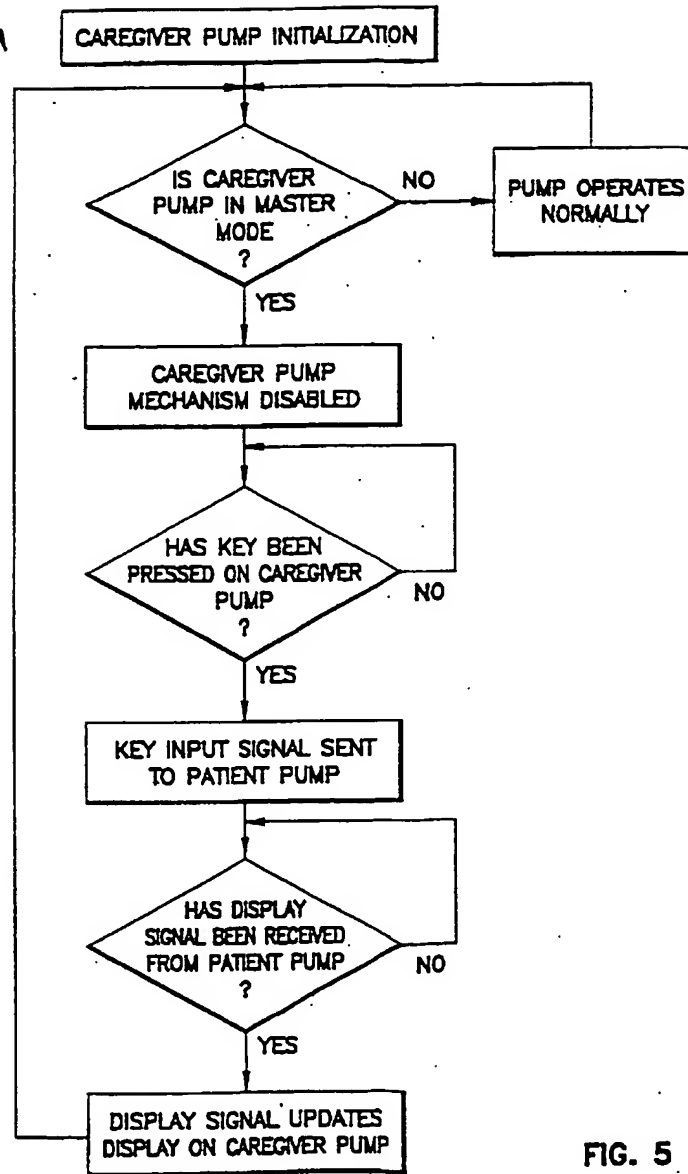 CAREGIVER PUMP INITIALIZATION
IS CAREGIVER
PUMP IN MASTER
MODE
?
NO
PUMP OPERATES
NORMALLY
YES
CAREGIVER PUMP
MECHANISM DISABLED
HAS KEY BEEN
PRESSED ON CAREGIVER
PUMP
?
NO
YES
KEY INPUT SIGNAL SENT
TO PATIENT PUMP
HAS DISPLAY
SIGNAL BEEN RECEIVED
FROM PATIENT PUMP
?
NO
YES
DISPLAY SIGNAL UPDATES
DISPLAY ON CAREGIVER PUMP
FIG. 5